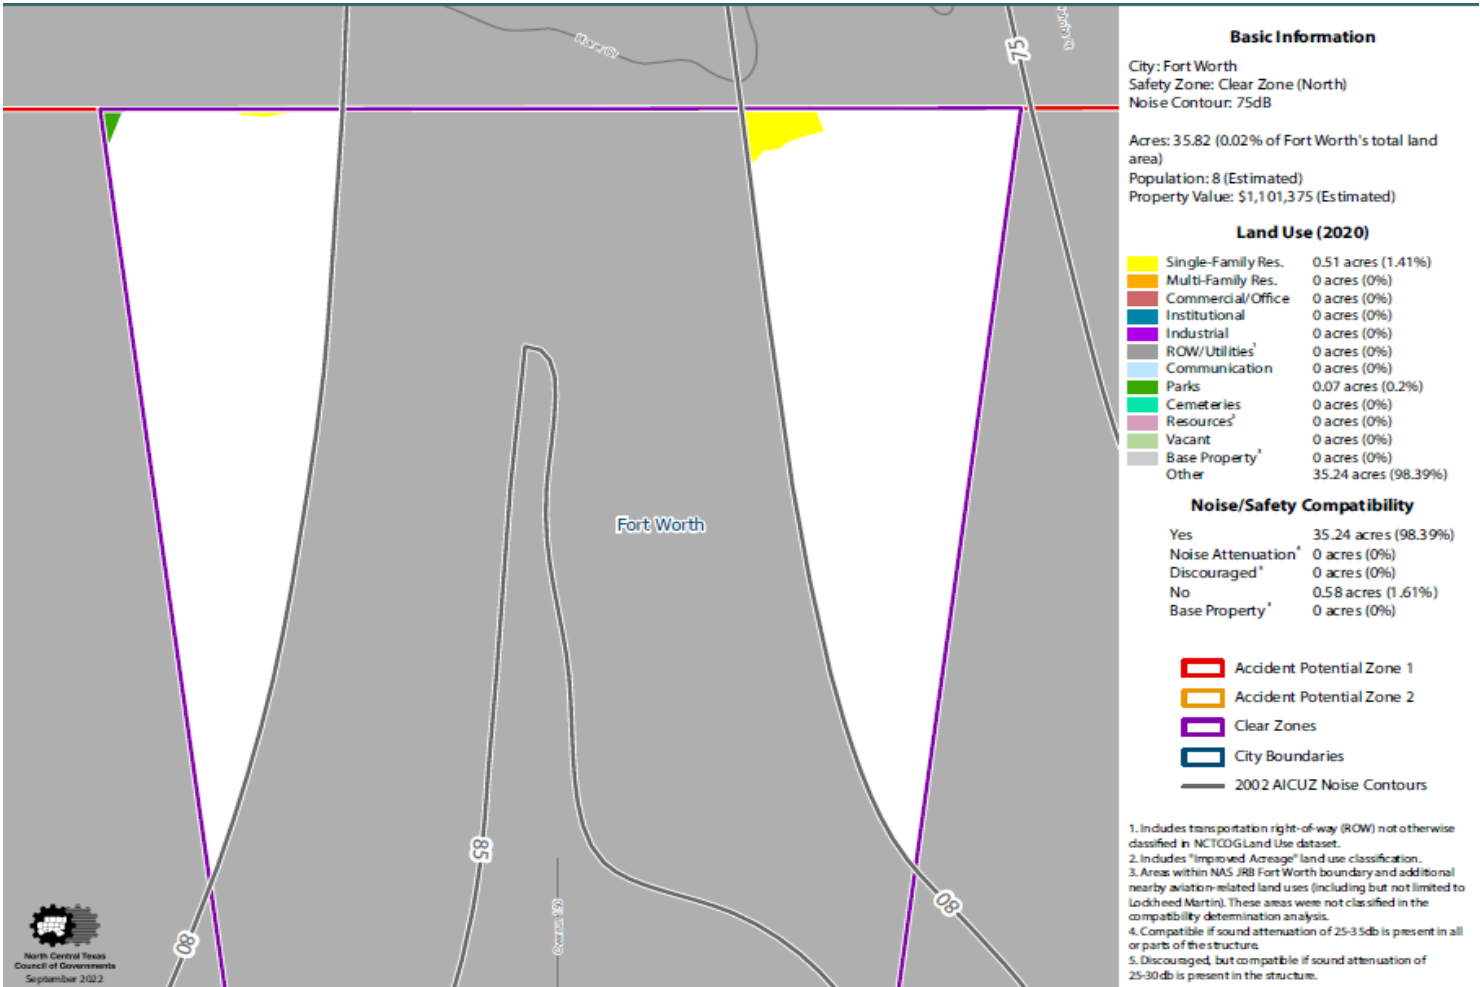 75
80
85
80
Fort Worth
North Central Texas
Council of Governments
September 2022
Basic Information
City: Fort Worth
Safety Zone: Clear Zone (North)
Noise Contour: 75dB
Acres: 35.82 (0.02% of Fort Worth's total land
area)
Population: 8 (Estimated)
Property Value: $1,101,375 (Estimated)
Land Use (2020)
Single-Family Res. 0.51 acres (1.41%)
Multi-Family Res. 0 acres (0%)
Commercial/Office 0 acres (0%)
Institutional 0 acres (0%)
Industrial 0 acres (0%)
ROW/Utilities¹ 0 acres (0%)
Communication 0 acres (0%)
Parks 0.07 acres (0.2%)
Cemeteries 0 acres (0%)
Resources² 0 acres (0%)
Vacant 0 acres (0%)
Base Property³ 0 acres (0%)
Other 35.24 acres (98.39%)
Noise/Safety Compatibility
Yes 35.24 acres (98.39%)
Noise Attenuation⁴ 0 acres (0%)
Discouraged⁵ 0 acres (0%)
No 0.58 acres (1.61%)
Base Property³ 0 acres (0%)
Accident Potential Zone 1
Accident Potential Zone 2
Clear Zones
City Boundaries
2002 AICUZ Noise Contours
1. Includes transportation right-of-way (ROW) not otherwise
classified in NCTCOG Land Use dataset.
2. Includes "Improved Acreage" land use classification.
3. Areas within NAS JRB Fort Worth boundary and additional
nearby aviation-related land uses (including but not limited to
Lockheed Martin). These areas were not classified in the
compatibility determination analysis.
4. Compatible if sound attenuation of 25-35db is present in all
or parts of the structure.
5. Discouraged, but compatible if sound attenuation of
25-30db is present in the structure.